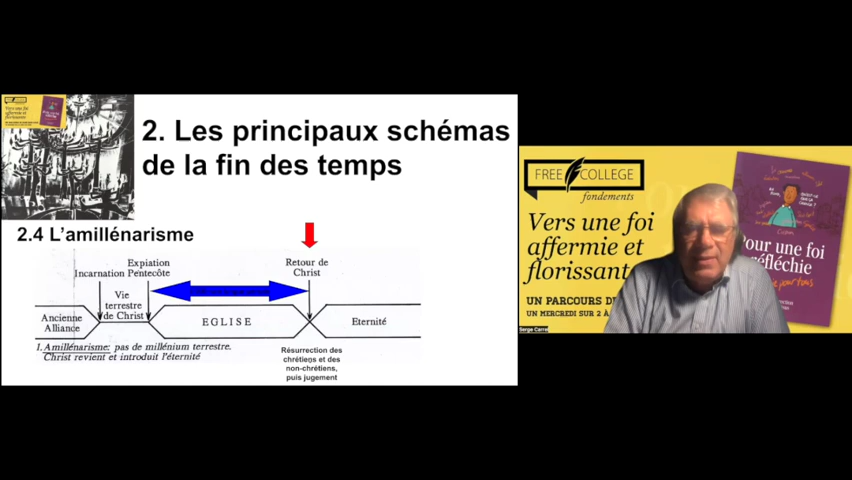 2. Les principaux schémas
de la fin des temps
2.4 L'amillénarisme
Expiation
Incarnation Pentecôte
Retour de
Christ
Vie
terrestre
de Christ
Ancienne
Alliance
EGLISE
Eternité
1. Amillénarisme: pas de millénium terrestre.
Christ revient et introduit l'éternité
Résurrection des
chrétiens et des
non-chrétiens,
puis jugement
FREE COLLEGE
fondements
Vers une foi
affermie et
florissant
UN PARCOURS DE
UN MERCREDI SUR 2 À
Pour une foi
réfléchie
Serge Carrel